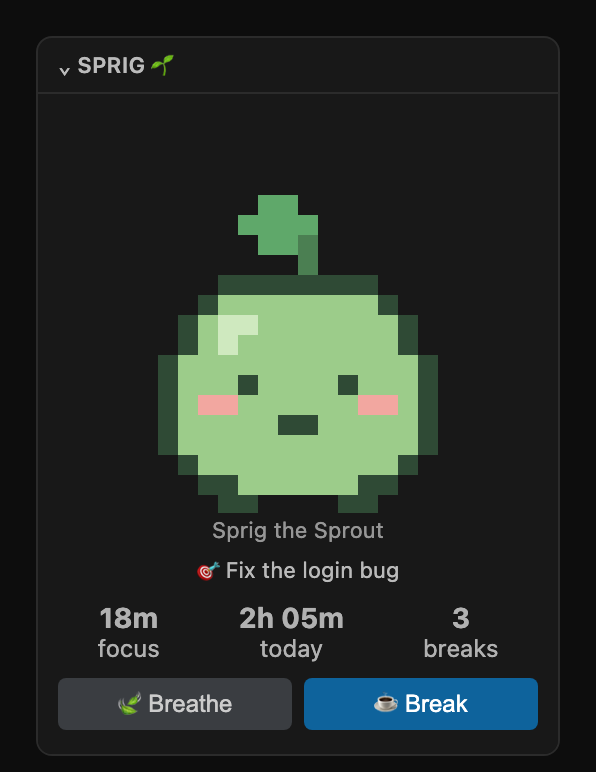 SPRIG 🌱
Sprig the Sprout
🎯 Fix the login bug
18m 2h 05m 3
focus today breaks
🌿 Breathe ☕ Break